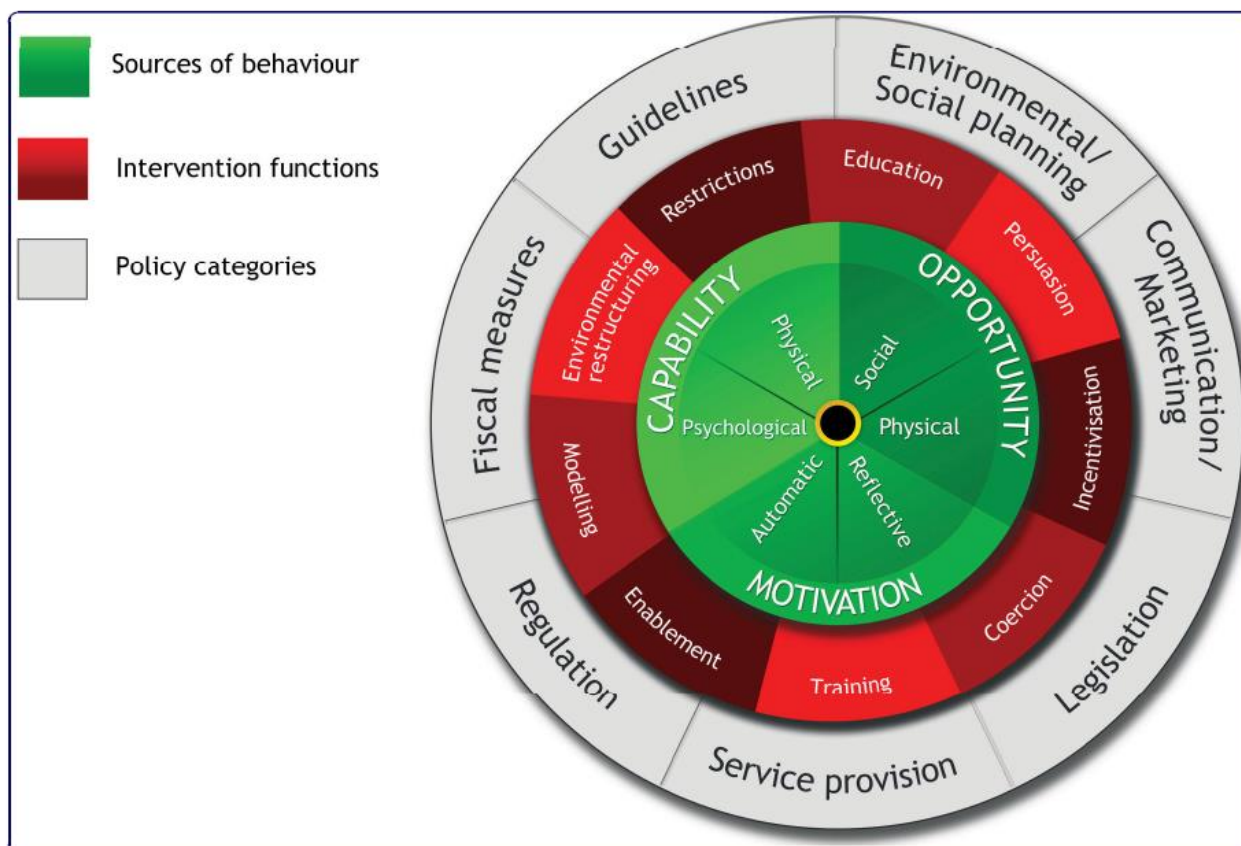 Sources of behaviour
Intervention functions
Policy categories
Guidelines
Environmental/
Social planning
Communication/
Marketing
Legislation
Service provision
Regulation
Fiscal measures
Restrictions
Education
Persuasion
Incentivisation
Coercion
Training
Enablement
Modelling
Environmental
restructuring
CAPABILITY
OPPORTUNITY
MOTIVATION
Physical
Social
Physical
Reflective
Automatic
Psychological